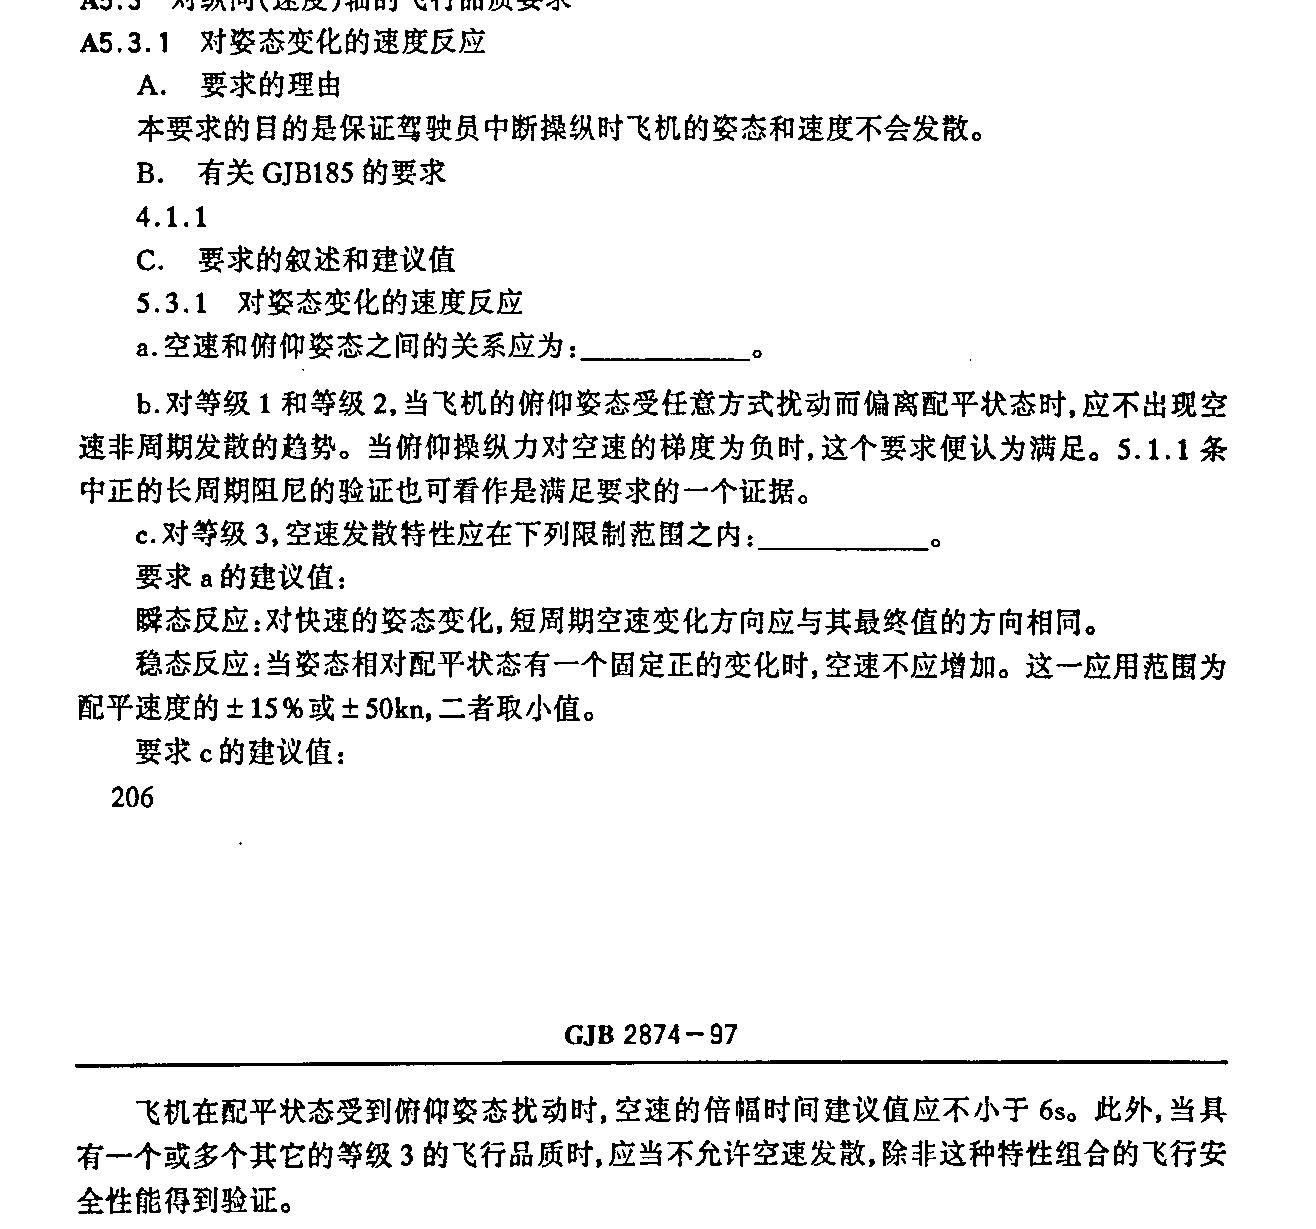 A5.3 对纵向(速度)轴的飞行品质要求
A5.3.1 对姿态变化的速度反应
A. 要求的理由
本要求的目的是保证驾驶员中断操纵时飞机的姿态和速度不会发散。
B. 有关 GJB185 的要求
4.1.1
C. 要求的叙述和建议值
5.3.1 对姿态变化的速度反应
a.空速和俯仰姿态之间的关系应为:____________。
b.对等级 1 和等级 2,当飞机的俯仰姿态受任意方式扰动而偏离配平状态时,应不出现空
速非周期发散的趋势。当俯仰操纵力对空速的梯度为负时,这个要求便认为满足。5.1.1 条
中正的长周期阻尼的验证也可看作是满足要求的一个证据。
c.对等级 3,空速发散特性应在下列限制范围之内:____________。
要求 a 的建议值:
瞬态反应:对快速的姿态变化,短周期空速变化方向应与其最终值的方向相同。
稳态反应:当姿态相对配平状态有一个固定正的变化时,空速不应增加。这一应用范围为
配平速度的±15%或±50kn,二者取小值。
要求 c 的建议值:
206
GJB 2874-97
飞机在配平状态受到俯仰姿态扰动时,空速的倍幅时间建议值应不小于 6s。此外,当具
有一个或多个其它的等级 3 的飞行品质时,应当不允许空速发散,除非这种特性组合的飞行安
全性能得到验证。